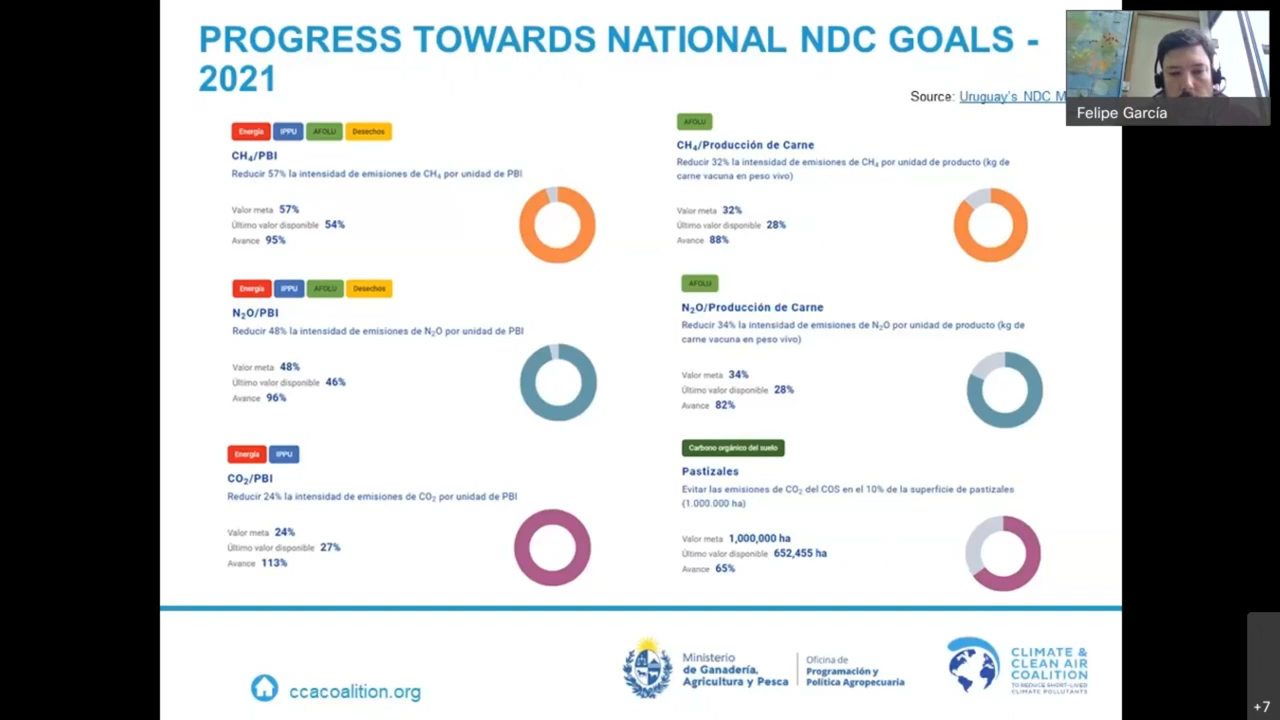 PROGRESS TOWARDS NATIONAL NDC GOALS -
2021
Source: Uruguay's NDC M
Felipe García
Energía IPPU AFOLU Desechos
CH₄/PBI
Reducir 57% la intensidad de emisiones de CH₄ por unidad de PBI
Valor meta 57%
Último valor disponible 54%
Avance 95%
AFOLU
CH₄/Producción de Carne
Reducir 32% la intensidad de emisiones de CH₄ por unidad de producto (kg de
carne vacuna en peso vivo)
Valor meta 32%
Último valor disponible 28%
Avance 88%
Energía IPPU AFOLU Desechos
N₂O/PBI
Reducir 48% la intensidad de emisiones de N₂O por unidad de PBI
Valor meta 48%
Último valor disponible 46%
Avance 96%
AFOLU
N₂O/Producción de Carne
Reducir 34% la intensidad de emisiones de N₂O por unidad de producto (kg de
carne vacuna en peso vivo)
Valor meta 34%
Último valor disponible 28%
Avance 82%
Energía IPPU
CO₂/PBI
Reducir 24% la intensidad de emisiones de CO₂ por unidad de PBI
Valor meta 24%
Último valor disponible 27%
Avance 113%
Carbono orgánico del suelo
Pastizales
Evitar las emisiones de CO₂ del COS en el 10% de la superficie de pastizales
(1.000.000 ha)
Valor meta 1,000,000 ha
Último valor disponible 652,455 ha
Avance 65%
ccacoalition.org
Ministerio
de Ganadería,
Agricultura y Pesca
Oficina de
Programación y
Política Agropecuaria
CLIMATE &
CLEAN AIR
COALITION
TO REDUCE SHORT-LIVED
CLIMATE POLLUTANTS
+7